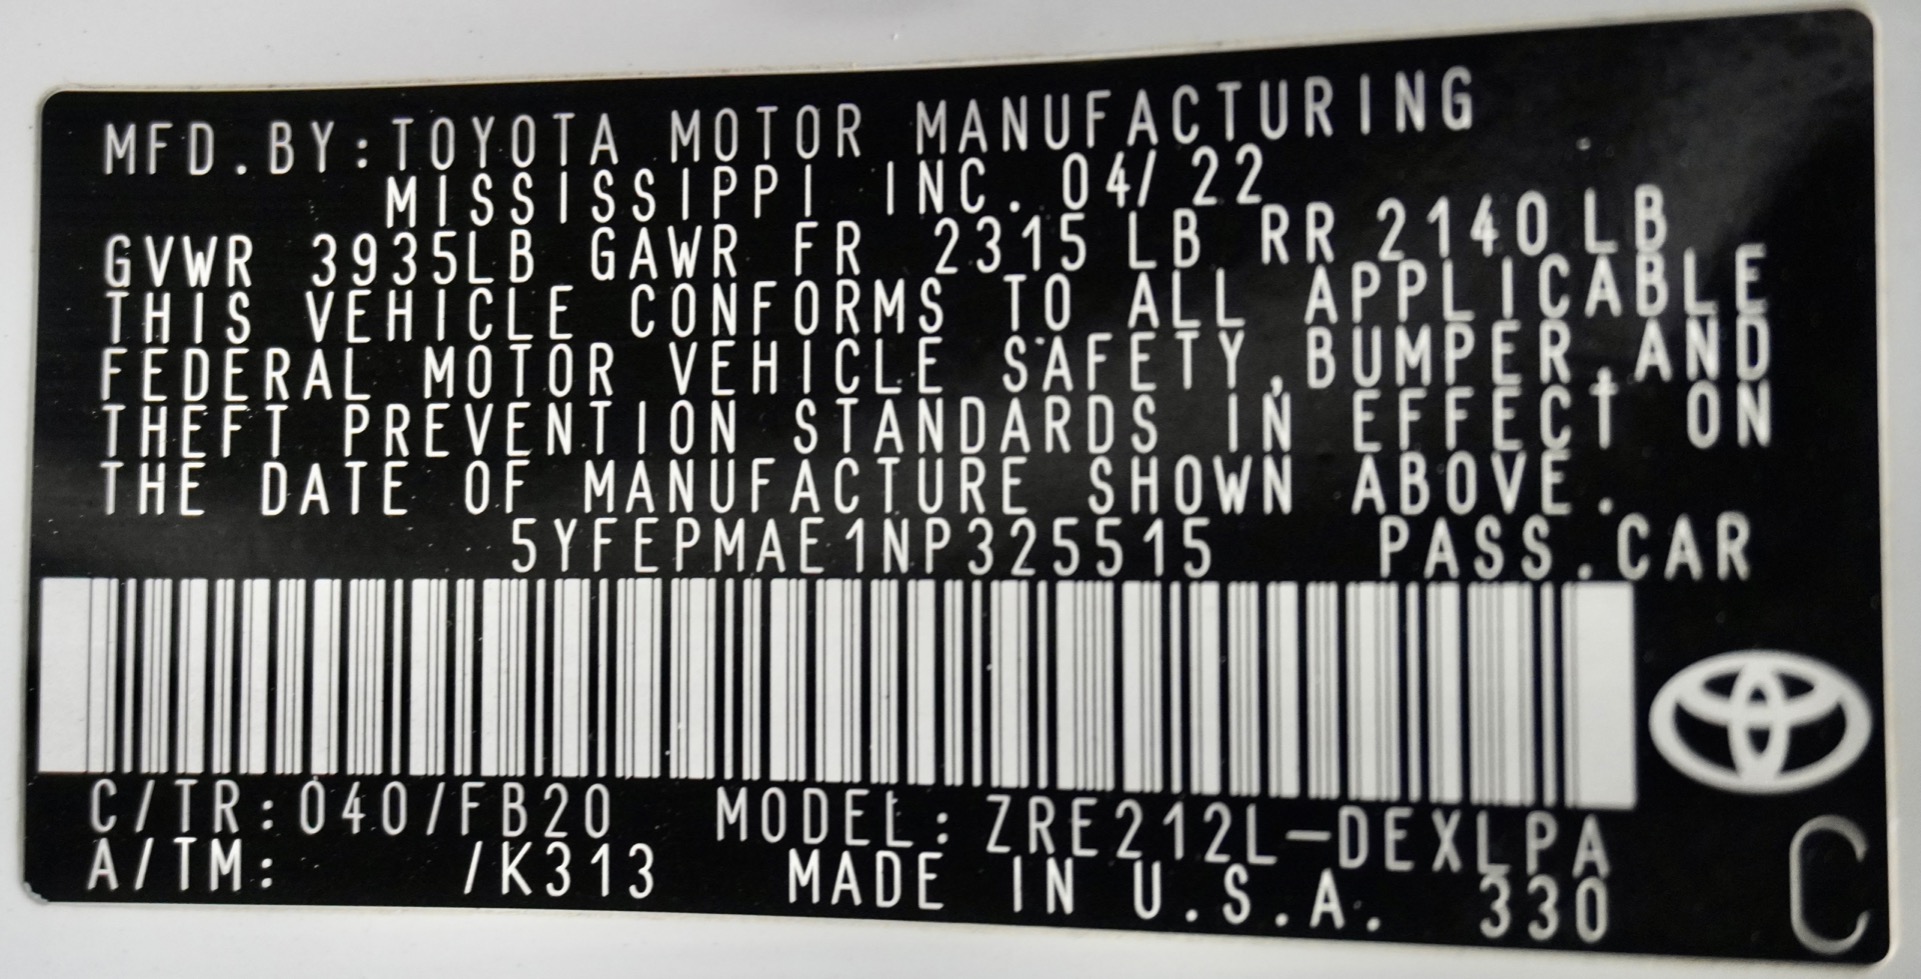 MFD.BY:TOYOTA MOTOR MANUFACTURING
MISSISSIPPI INC. 04/22
GVWR 3935LB GAWR FR 2315 LB RR 2140LB
THIS VEHICLE CONFORMS TO ALL APPLICABLE
FEDERAL MOTOR VEHICLE SAFETY,BUMPER,AND
THEFT PREVENTION STANDARDS IN EFFECT ON
THE DATE OF MANUFACTURE SHOWN ABOVE.
5YFEPMAE1NP325515 PASS.CAR
C/TR:040/FB20 MODEL: ZRE212L-DEXLPA
A/TM: /K313 MADE IN U.S.A. 330
C